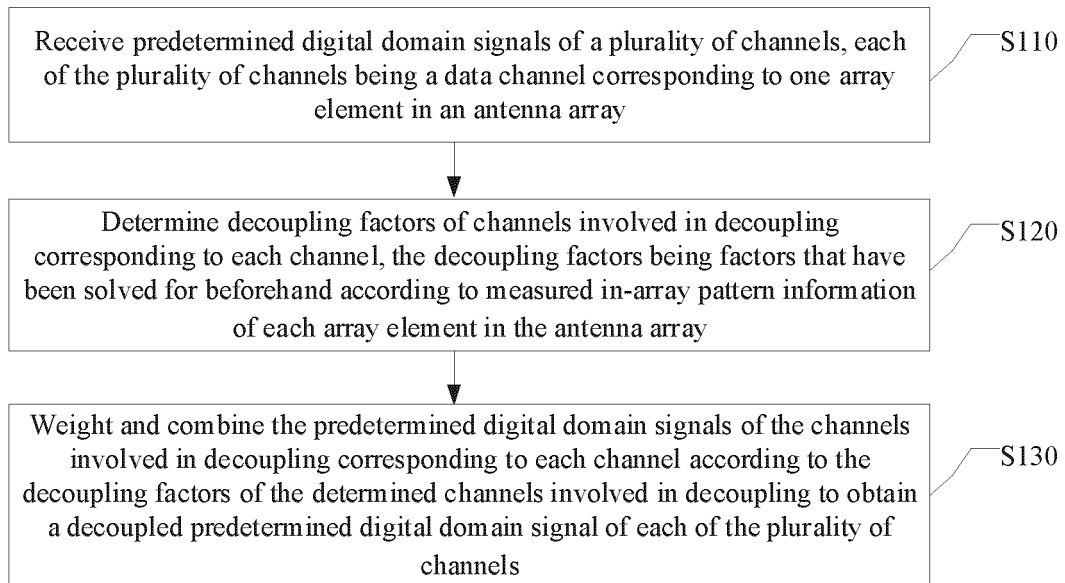 Receive predetermined digital domain signals of a plurality of channels, each
of the plurality of channels being a data channel corresponding to one array
element in an antenna array
S110
Determine decoupling factors of channels involved in decoupling
corresponding to each channel, the decoupling factors being factors that have
been solved for beforehand according to measured in-array pattern information
of each array element in the antenna array
S120
Weight and combine the predetermined digital domain signals of the channels
involved in decoupling corresponding to each channel according to the
decoupling factors of the determined channels involved in decoupling to obtain
a decoupled predetermined digital domain signal of each of the plurality of
channels
S130